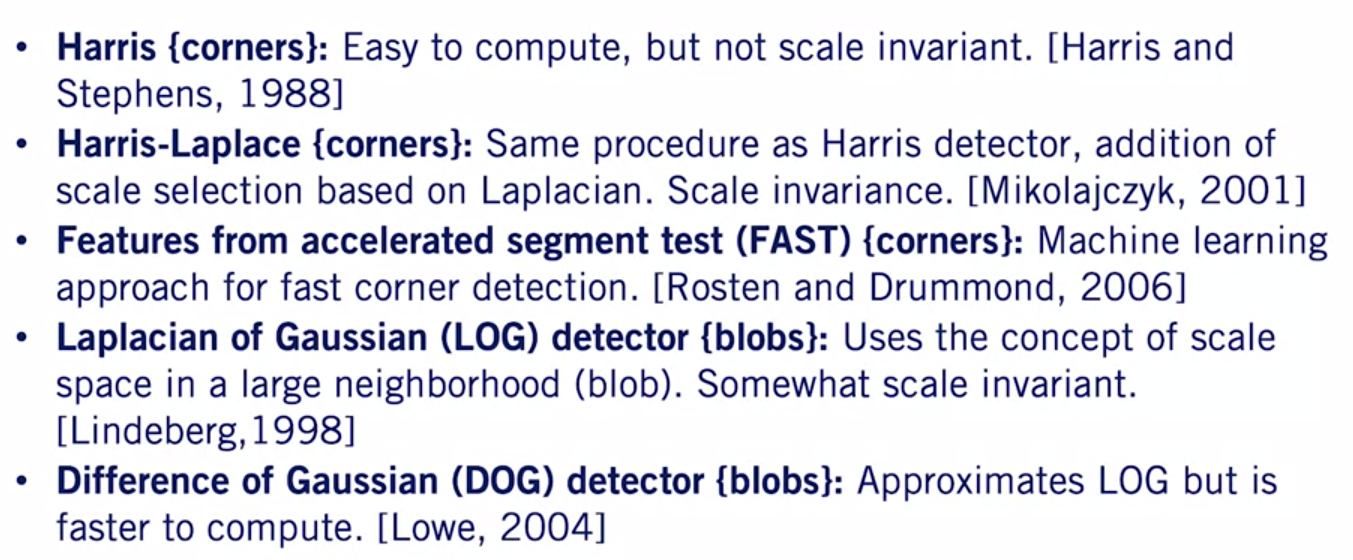 • Harris {corners}: Easy to compute, but not scale invariant. [Harris and
Stephens, 1988]
• Harris-Laplace {corners}: Same procedure as Harris detector, addition of
scale selection based on Laplacian. Scale invariance. [Mikolajczyk, 2001]
• Features from accelerated segment test (FAST) {corners}: Machine learning
approach for fast corner detection. [Rosten and Drummond, 2006]
• Laplacian of Gaussian (LOG) detector {blobs}: Uses the concept of scale
space in a large neighborhood (blob). Somewhat scale invariant.
[Lindeberg,1998]
• Difference of Gaussian (DOG) detector {blobs}: Approximates LOG but is
faster to compute. [Lowe, 2004]